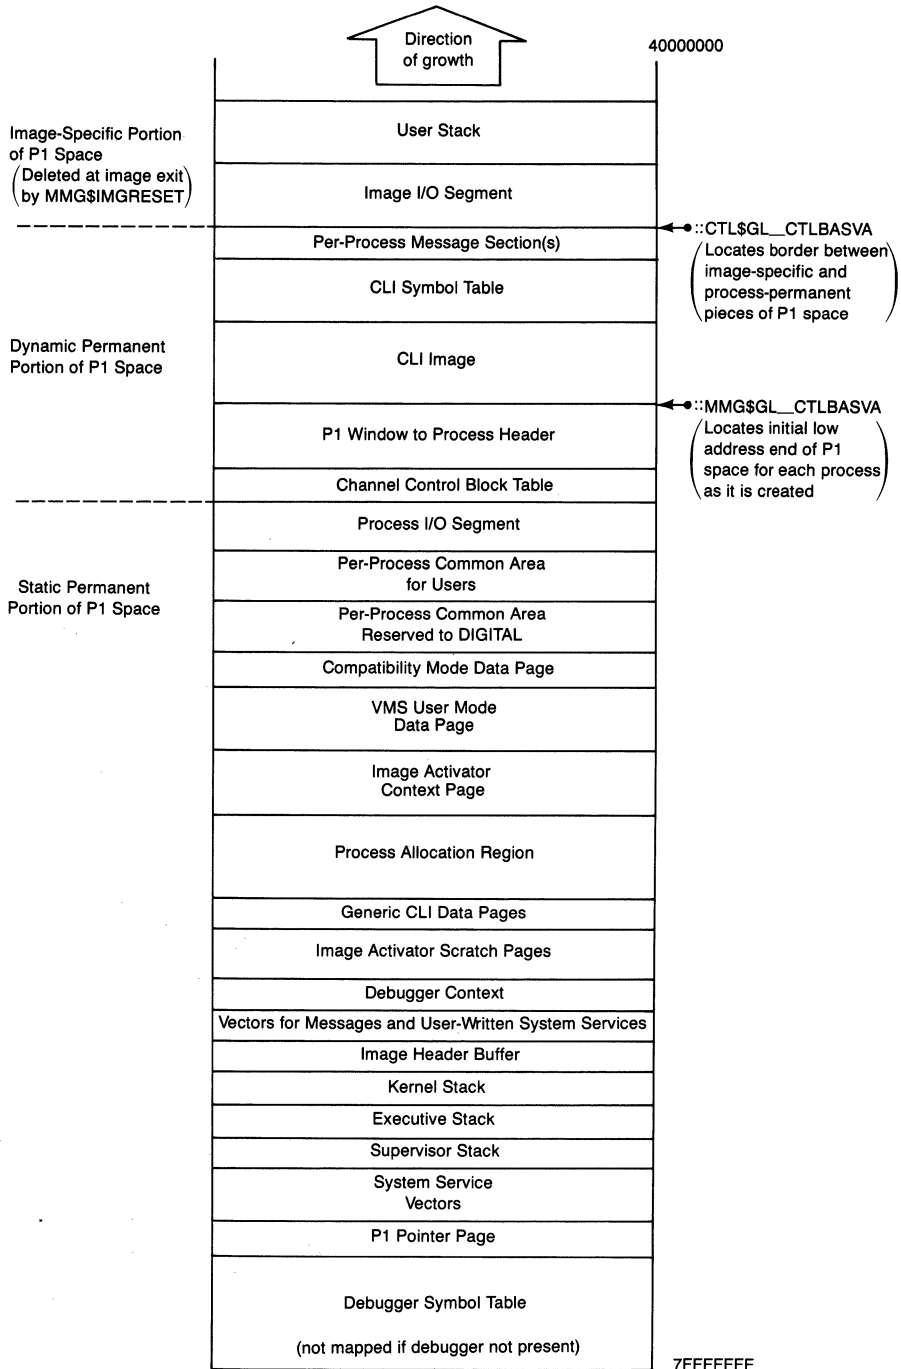 Direction
of growth
40000000
Image-Specific Portion
of P1 Space
(Deleted at image exit
by MMG$IMGRESET)
User Stack
Image I/O Segment
::CTL$GL__CTLBASVA
(Locates border between
image-specific and
process-permanent
pieces of P1 space)
Per-Process Message Section(s)
CLI Symbol Table
Dynamic Permanent
Portion of P1 Space
CLI Image
::MMG$GL__CTLBASVA
(Locates initial low
address end of P1
space for each process
as it is created)
P1 Window to Process Header
Channel Control Block Table
Static Permanent
Portion of P1 Space
Process I/O Segment
Per-Process Common Area
for Users
Per-Process Common Area
Reserved to DIGITAL
Compatibility Mode Data Page
VMS User Mode
Data Page
Image Activator
Context Page
Process Allocation Region
Generic CLI Data Pages
Image Activator Scratch Pages
Debugger Context
Vectors for Messages and User-Written System Services
Image Header Buffer
Kernel Stack
Executive Stack
Supervisor Stack
System Service
Vectors
P1 Pointer Page
Debugger Symbol Table
(not mapped if debugger not present)
7FFFFFFF